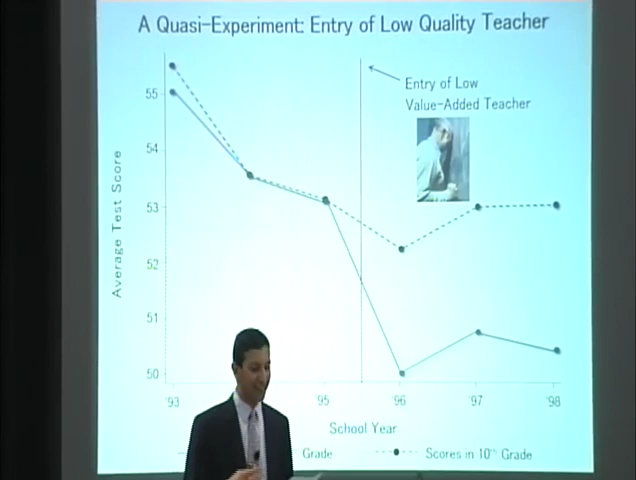 A Quasi-Experiment: Entry of Low Quality Teacher
Entry of Low
Value-Added Teacher
Average Test Score
55
54
53
52
51
50
'93
'95
'96
'97
'98
School Year
Grade
Scores in 10th Grade